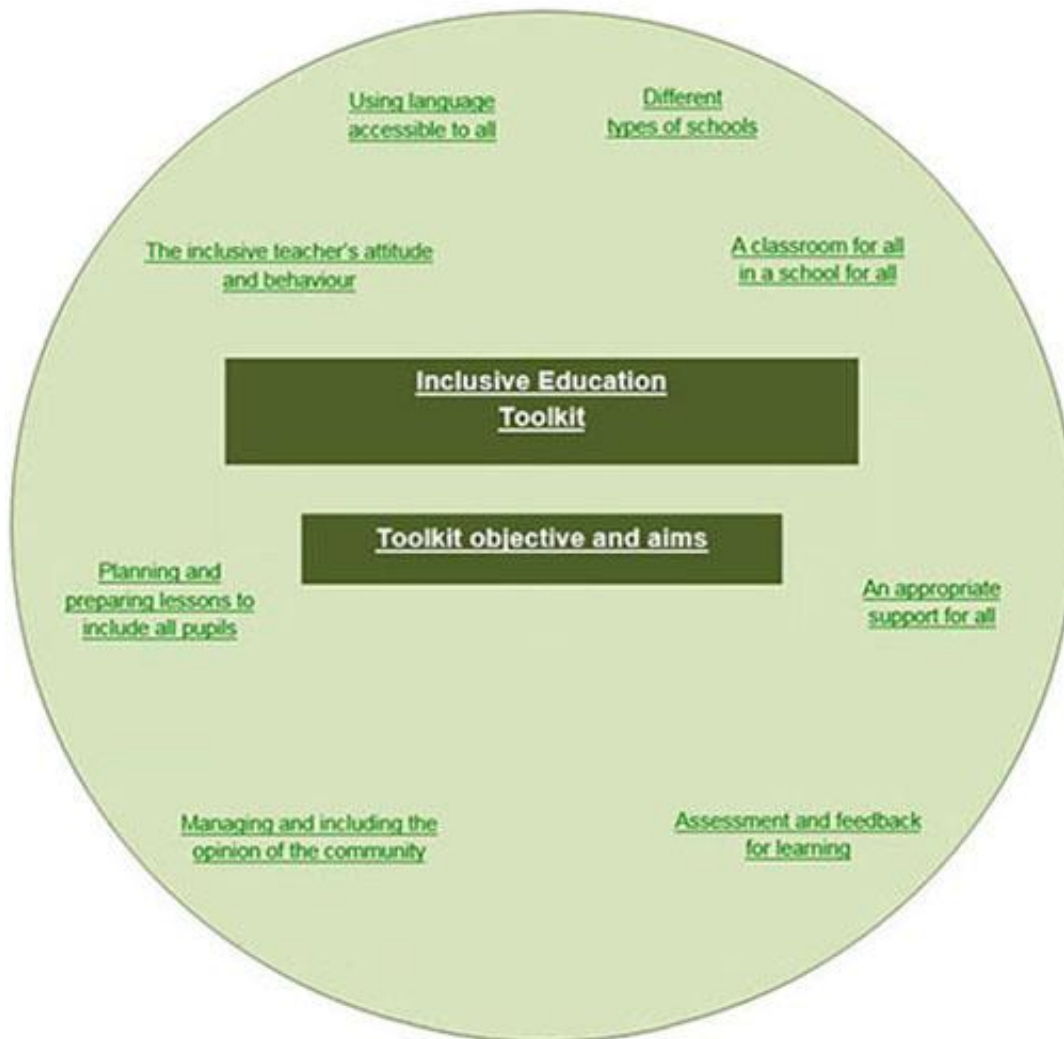 Using language
accessible to all
Different
types of schools
The inclusive teacher's attitude
and behaviour
A classroom for all
in a school for all
Inclusive Education
Toolkit
Toolkit objective and aims
Planning and
preparing lessons to
include all pupils
An appropriate
support for all
Managing and including the
opinion of the community
Assessment and feedback
for learning